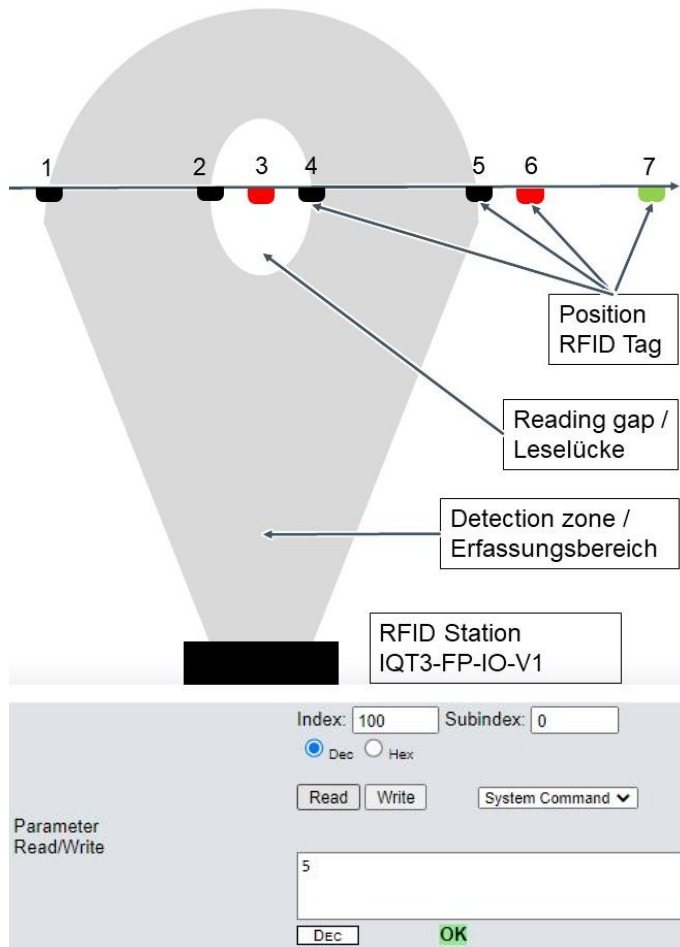 1 2 3 4 5 6 7
Position
RFID Tag
Reading gap /
Leselücke
Detection zone /
Erfassungsbereich
RFID Station
IQT3-FP-IO-V1
Index: 100 Subindex: 0
Dec Hex
Read Write System Command
Parameter
Read/Write
5
DEC OK